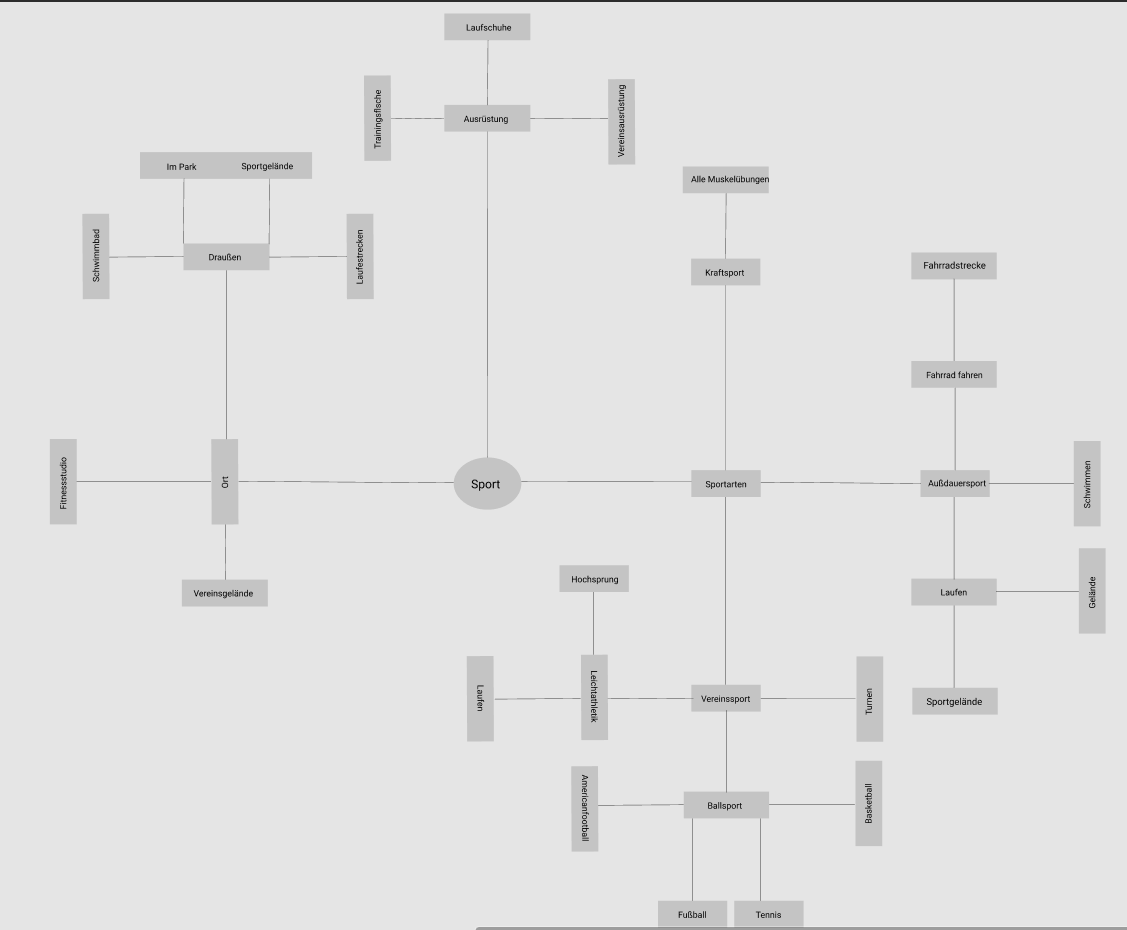 Laufschuhe
Trainingsflsche
Ausrüstung
Vereinsausrüstung
Im Park
Sportgelände
Alle Muskelübungen
Schwimmbad
Draußen
Laufestrecken
Kraftsport
Fahrradstrecke
Fahrrad fahren
Fitnessstudio
Ort
Sport
Sportarten
Außdauersport
Schwimmen
Vereinsgelände
Hochsprung
Laufen
Gelände
Laufen
Leichtathletik
Vereinssport
Turnen
Sportgelände
Americanfootball
Ballsport
Basketball
Fußball
Tennis